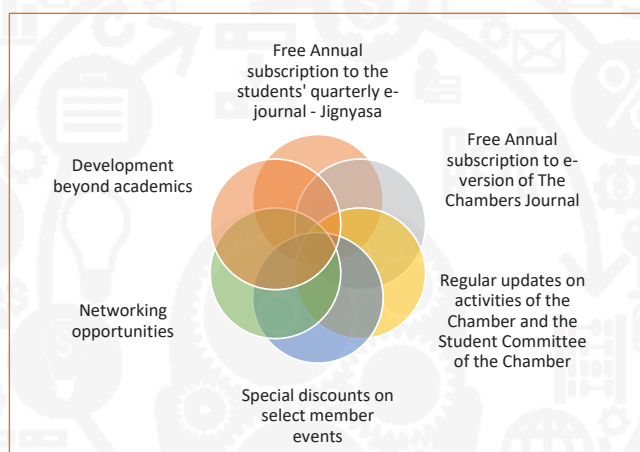 Free Annual
subscription to the
students' quarterly e-
journal - Jignyasa
Free Annual
subscription to e-
version of The
Chambers Journal
Regular updates on
activities of the
Chamber and the
Student Committee
of the Chamber
Special discounts on
select member
events
Networking
opportunities
Development
beyond academics